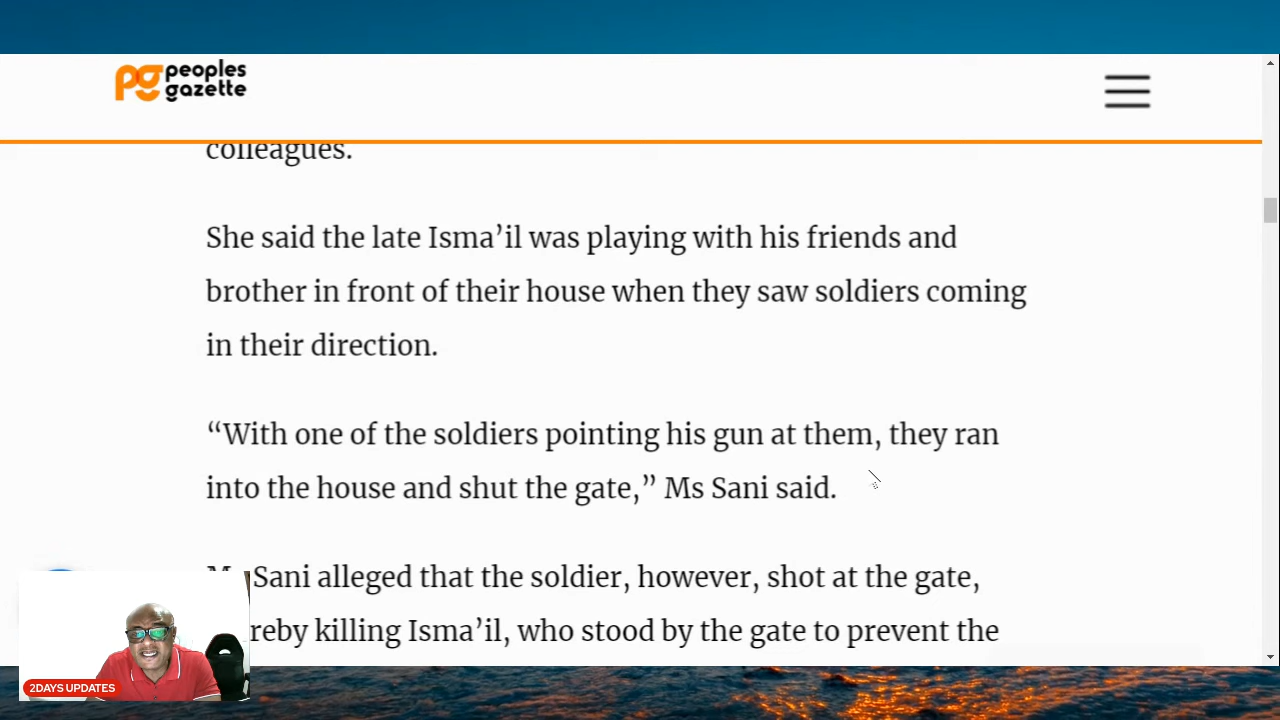 peoples
gazette
colleagues.
She said the late Isma’il was playing with his friends and
brother in front of their house when they saw soldiers coming
in their direction.
“With one of the soldiers pointing his gun at them, they ran
into the house and shut the gate,” Ms Sani said.
Sani alleged that the soldier, however, shot at the gate,
killing Isma’il, who stood by the gate to prevent the
2DAYS UPDATES